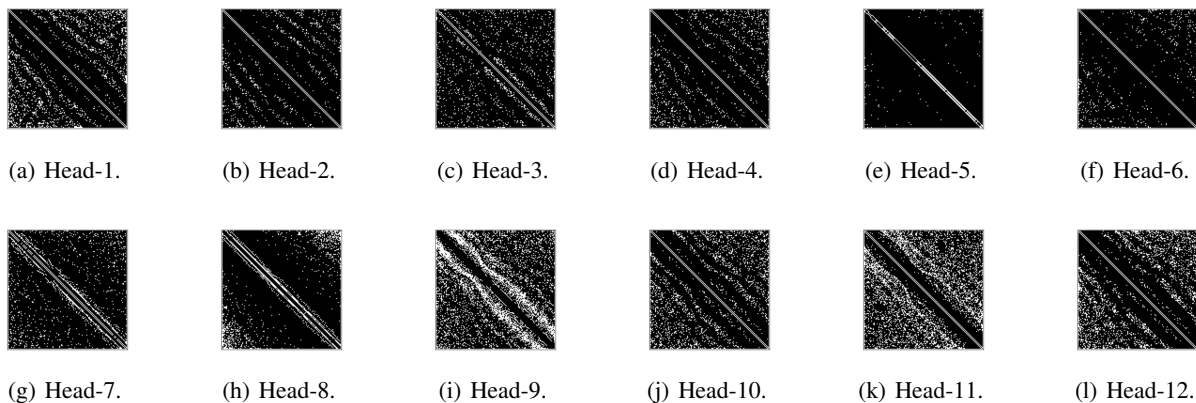 (a) Head-1. (b) Head-2. (c) Head-3. (d) Head-4. (e) Head-5. (f) Head-6.
(g) Head-7. (h) Head-8. (i) Head-9. (j) Head-10. (k) Head-11. (l) Head-12.